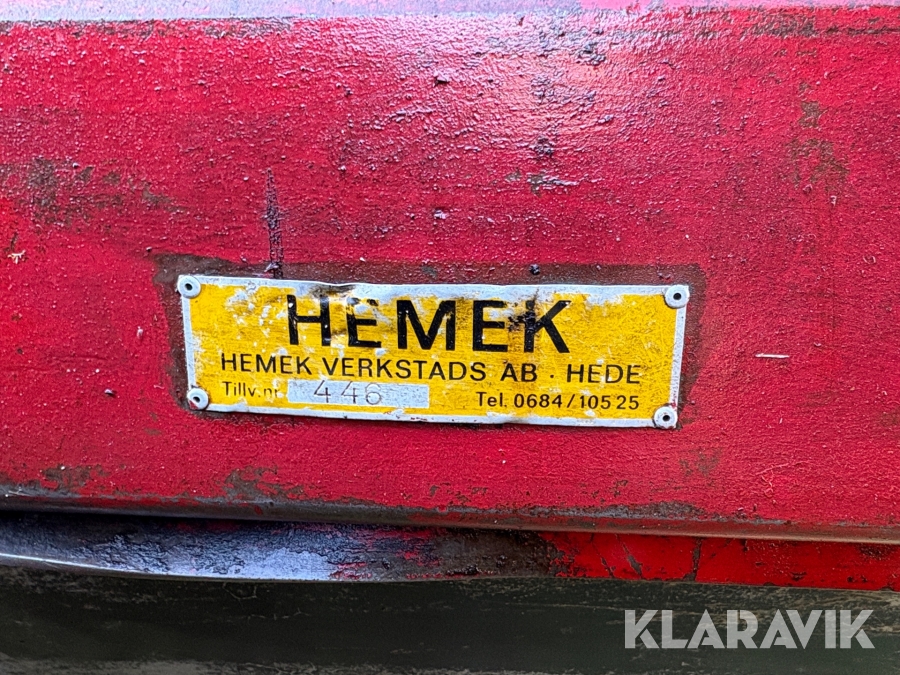 HEMEK
HEMEK VERKSTADS AB · HEDE
Tillv.nr 446
Tel. 0684/105 25
KLARAVIK